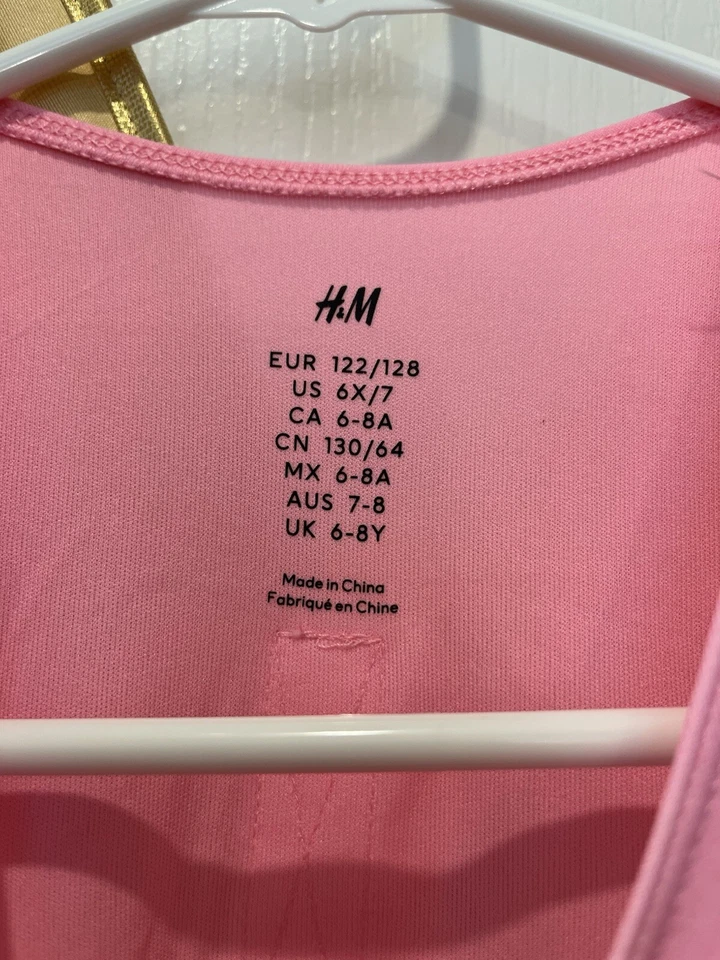 H&M
EUR 122/128
US 6X/7
CA 6-8A
CN 130/64
MX 6-8A
AUS 7-8
UK 6-8Y
Made in China
Fabriqué en Chine